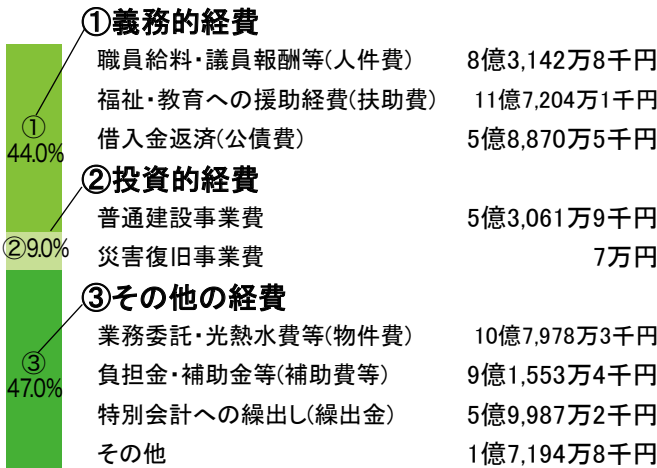 ①義務的経費
職員給料・議員報酬等(人件費) 8億3,142万8千円
福祉・教育への援助経費(扶助費) 11億7,204万1千円
借入金返済(公債費) 5億8,870万5千円
①
44.0%
②投資的経費
普通建設事業費 5億3,061万9千円
②9.0%
災害復旧事業費 7万円
③その他の経費
業務委託・光熱水費等(物件費) 10億7,978万3千円
③
47.0%
負担金・補助金等(補助費等) 9億1,553万4千円
特別会計への繰出し(繰出金) 5億9,987万2千円
その他 1億7,194万8千円